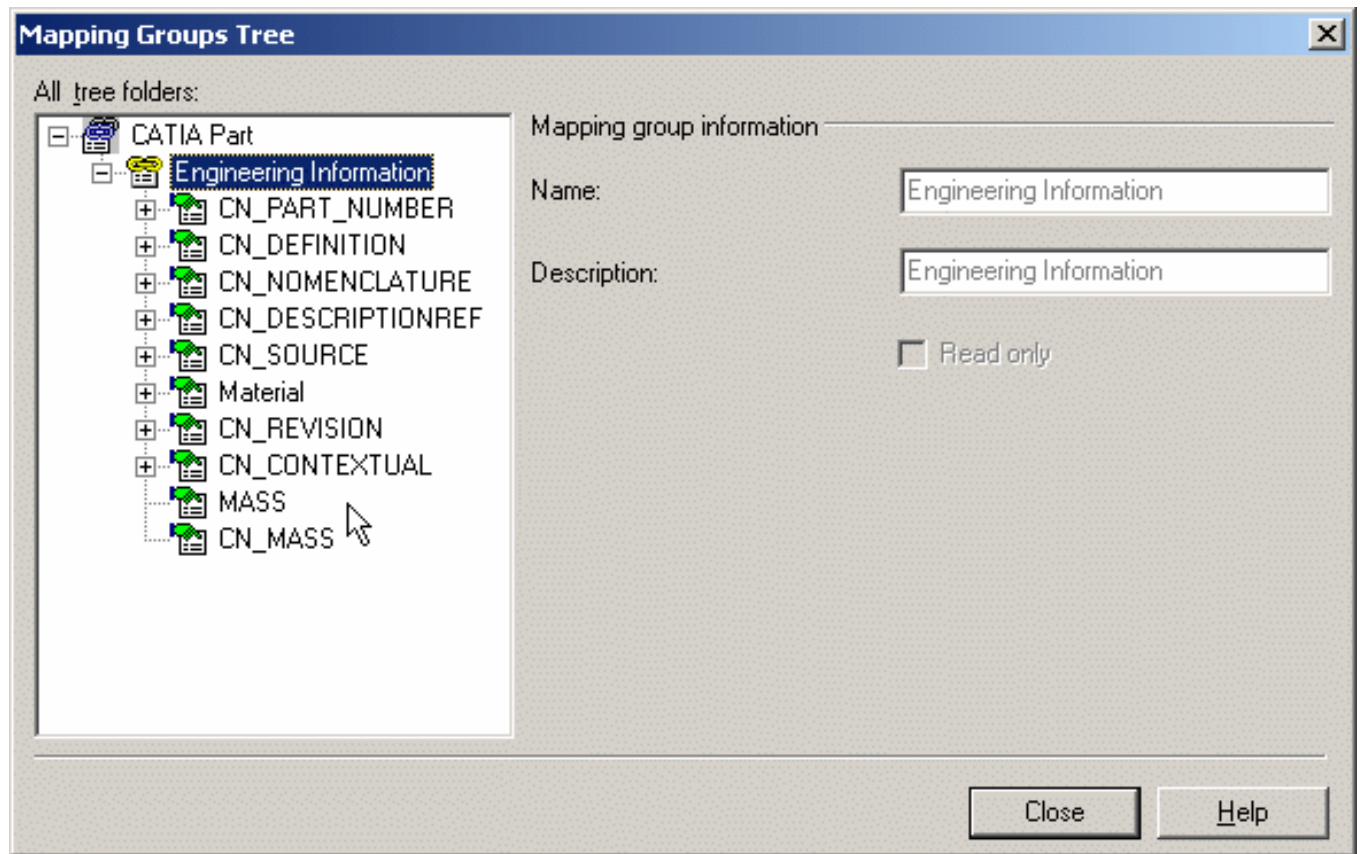 Mapping Groups Tree
All tree folders:
CATIA Part
Engineering Information
CN_PART_NUMBER
CN_DEFINITION
CN_NOMENCLATURE
CN_DESCRIPTIONREF
CN_SOURCE
Material
CN_REVISION
CN_CONTEXTUAL
MASS
CN_MASS
Mapping group information
Name: Engineering Information
Description: Engineering Information
Read only
Close Help